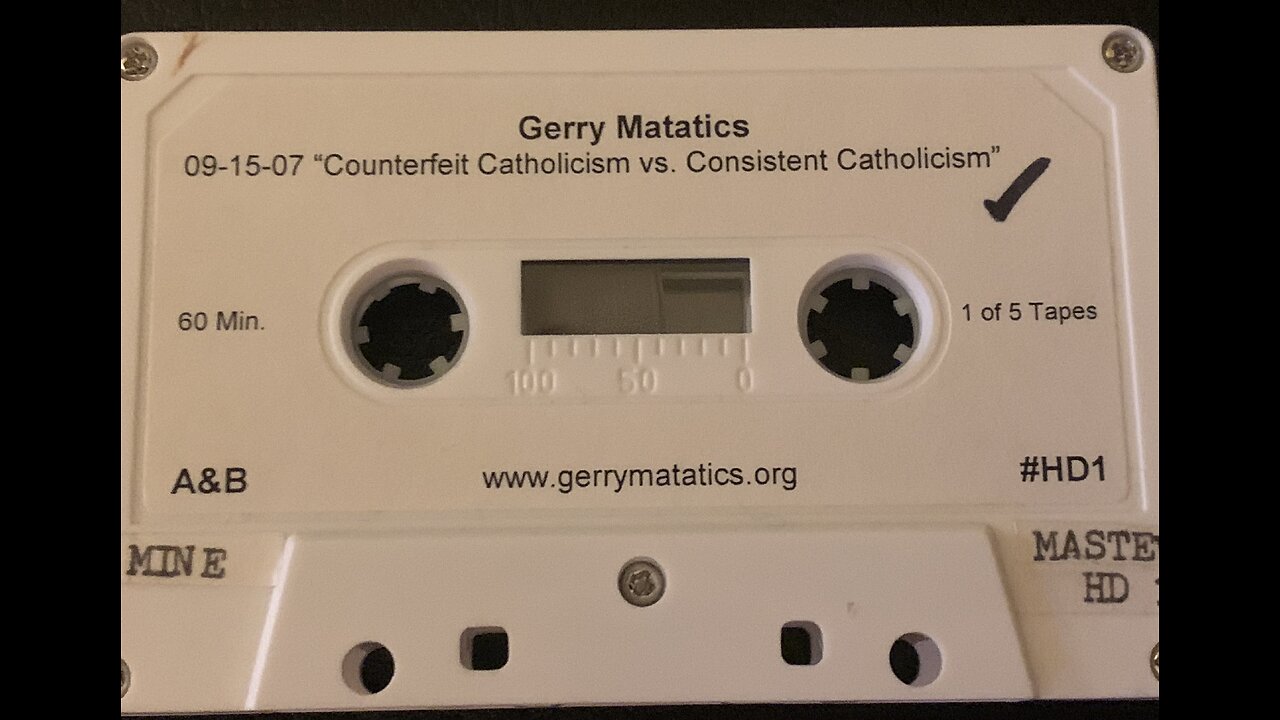 Gerry Matatics
09-15-07 “Counterfeit Catholicism vs. Consistent Catholicism”
60 Min.
1 of 5 Tapes
100 50 0
A&B
www.gerrymatatics.org
#HD1
MINE
MASTE
HD